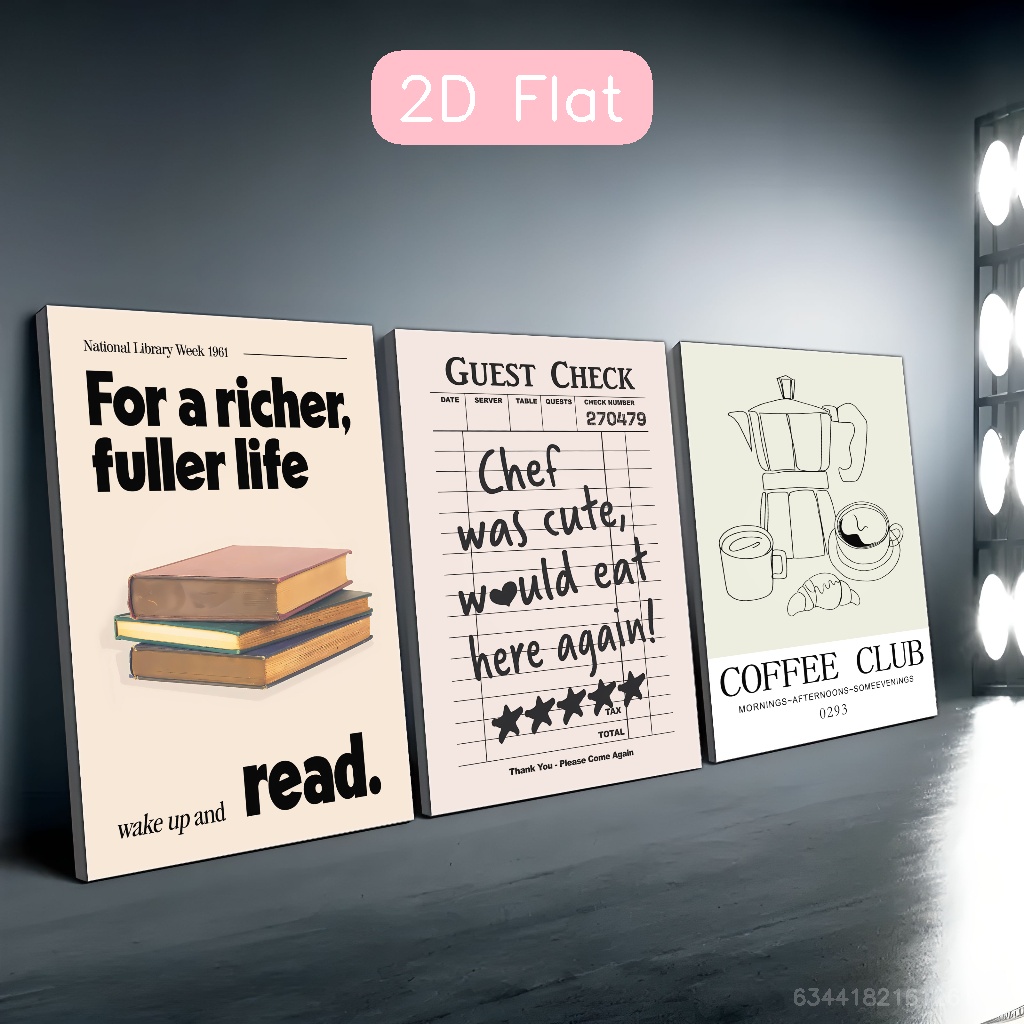 2D Flat
National Library Week 1961
For a richer,
fuller life
wake up and read.
GUEST CHECK
DATE SERVER TABLE GUESTS CHECK NUMBER
270479
Chef
was cute,
would eat
here again!
TAX
TOTAL
Thank You - Please Come Again
COFFEE CLUB
MORNINGS-AFTERNOONS-SOMEEVENINGS
0293